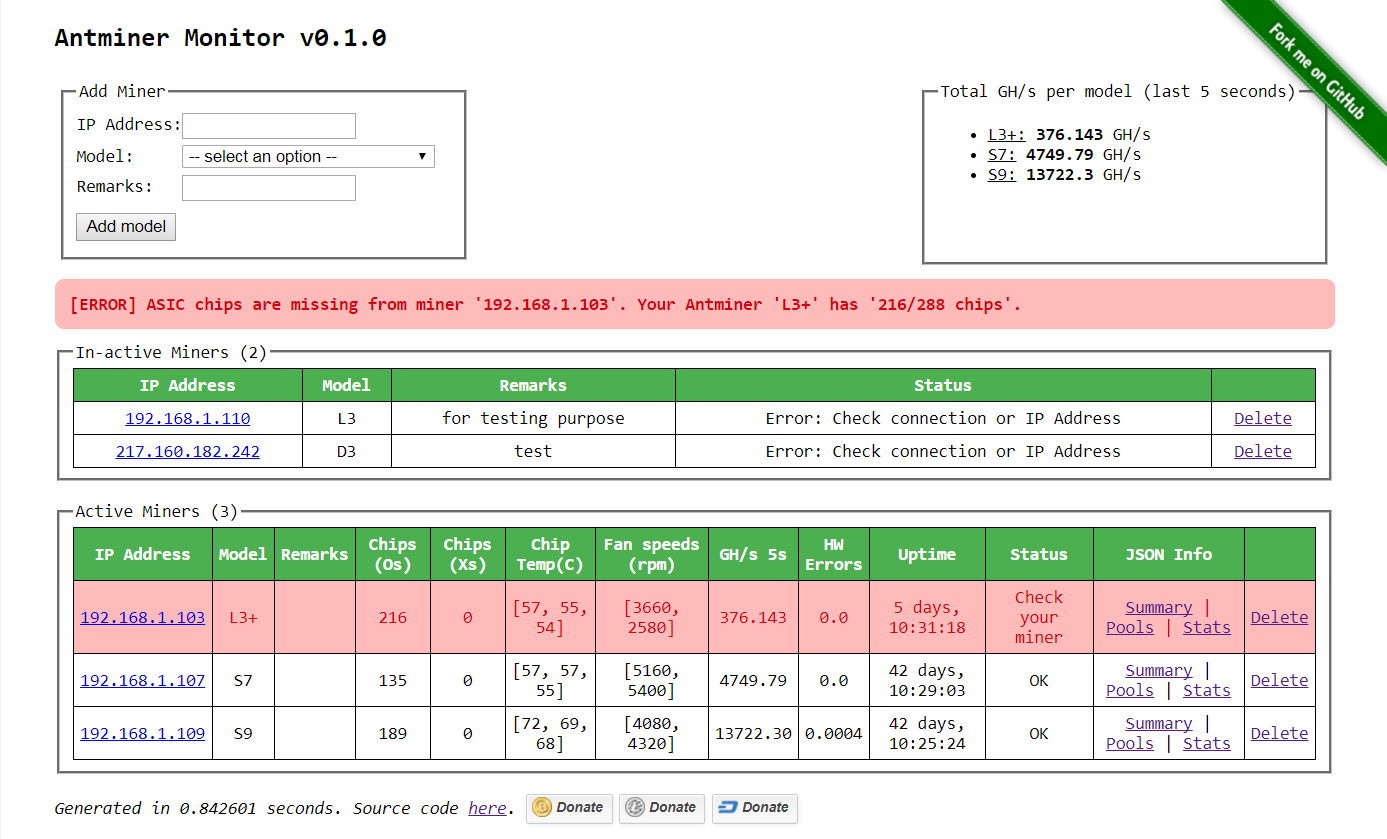 Fork me on GitHub
Antminer Monitor v0.1.0
Add Miner
IP Address:
Model: -- select an option --
Remarks:
Add model
Total GH/s per model (last 5 seconds)
• L3+: 376.143 GH/s
• S7: 4749.79 GH/s
• S9: 13722.3 GH/s
[ERROR] ASIC chips are missing from miner '192.168.1.103'. Your Antminer 'L3+' has '216/288 chips'.
In-active Miners (2)
IP Address Model Remarks Status
192.168.1.110 L3 for testing purpose Error: Check connection or IP Address Delete
217.160.182.242 D3 test Error: Check connection or IP Address Delete
Active Miners (3)
IP Address Model Remarks Chips (Os) Chips (Xs) Chip Temp(C) Fan speeds (rpm) GH/s 5s HW Errors Uptime Status JSON Info
192.168.1.103 L3+ 216 0 [57, 55, 54] [3660, 2580] 376.143 0.0 5 days, 10:31:18 Check your miner Summary | Pools | Stats Delete
192.168.1.107 S7 135 0 [57, 57, 55] [5160, 5400] 4749.79 0.0 42 days, 10:29:03 OK Summary | Pools | Stats Delete
192.168.1.109 S9 189 0 [72, 69, 68] [4080, 4320] 13722.30 0.0004 42 days, 10:25:24 OK Summary | Pools | Stats Delete
Generated in 0.842601 seconds. Source code here. Donate Donate Donate